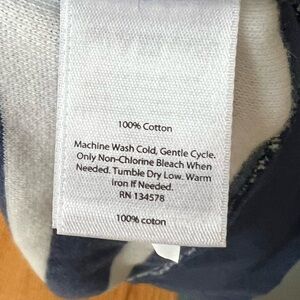 100% Cotton
Machine Wash Cold, Gentle Cycle.
Only Non-Chlorine Bleach When
Needed. Tumble Dry Low. Warm
Iron If Needed.
RN 134578
100% coton